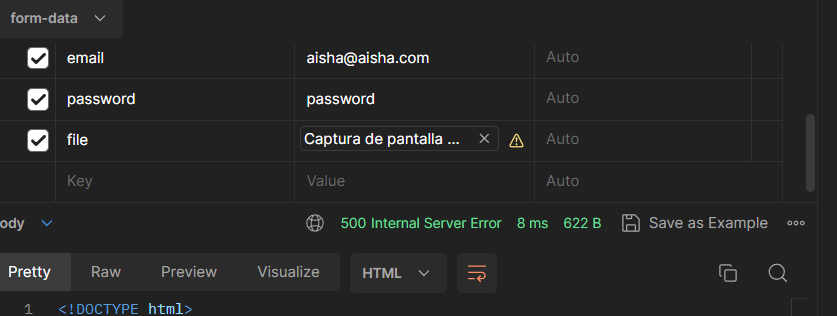 form-data
email aisha@aisha.com Auto
password password Auto
file Captura de pantalla ... Auto
Key Value Auto
ody 500 Internal Server Error 8 ms 622 B Save as Example
Pretty Raw Preview Visualize HTML
1 <!DOCTYPE html>